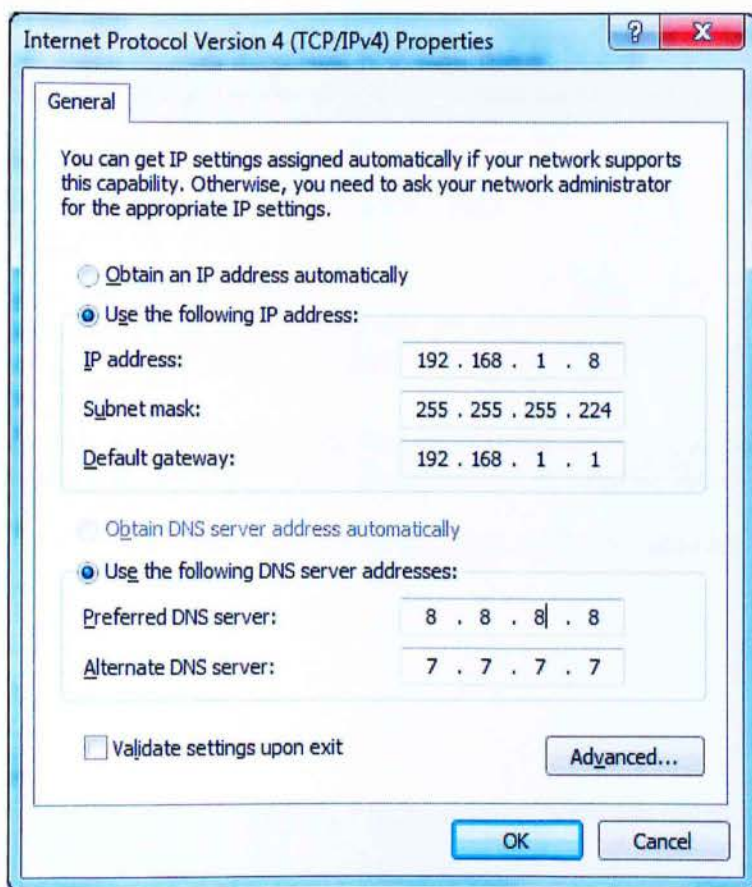 Internet Protocol Version 4 (TCP/IPv4) Properties
General
You can get IP settings assigned automatically if your network supports
this capability. Otherwise, you need to ask your network administrator
for the appropriate IP settings.
Obtain an IP address automatically
Use the following IP address:
IP address: 192 . 168 . 1 . 8
Subnet mask: 255 . 255 . 255 . 224
Default gateway: 192 . 168 . 1 . 1
Obtain DNS server address automatically
Use the following DNS server addresses:
Preferred DNS server: 8 . 8 . 8 . 8
Alternate DNS server: 7 . 7 . 7 . 7
Validate settings upon exit
Advanced...
OK Cancel